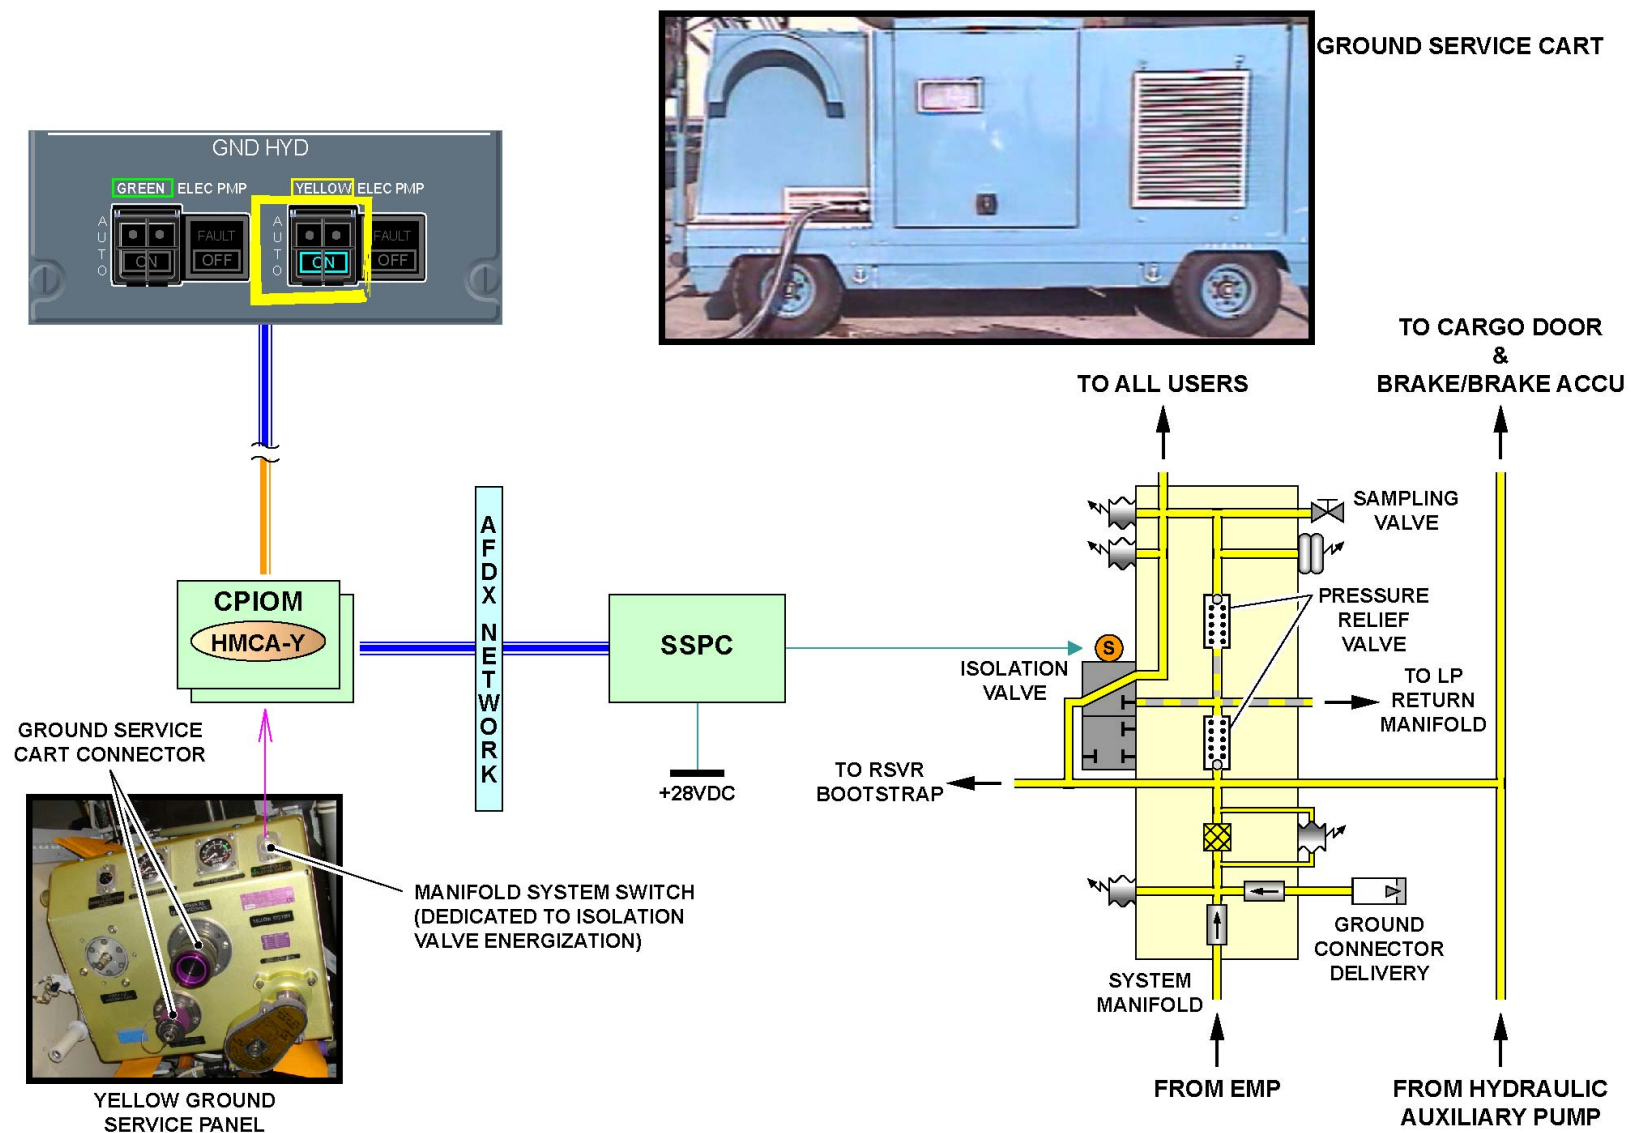 GROUND SERVICE CART
GND HYD
GREEN ELEC PMP
YELLOW ELEC PMP
AUTO
ON
FAULT
OFF
AUTO
ON
FAULT
OFF
TO CARGO DOOR
&
BRAKE/BRAKE ACCU
TO ALL USERS
AFDX NETWORK
SAMPLING
VALVE
CPIOM
HMCA-Y
SSPC
+28VDC
S
ISOLATION
VALVE
PRESSURE
RELIEF
VALVE
TO LP
RETURN
MANIFOLD
TO RSVR
BOOTSTRAP
GROUND SERVICE
CART CONNECTOR
MANIFOLD SYSTEM SWITCH
(DEDICATED TO ISOLATION
VALVE ENERGIZATION)
GROUND
CONNECTOR
DELIVERY
SYSTEM
MANIFOLD
FROM EMP
FROM HYDRAULIC
AUXILIARY PUMP
YELLOW GROUND
SERVICE PANEL